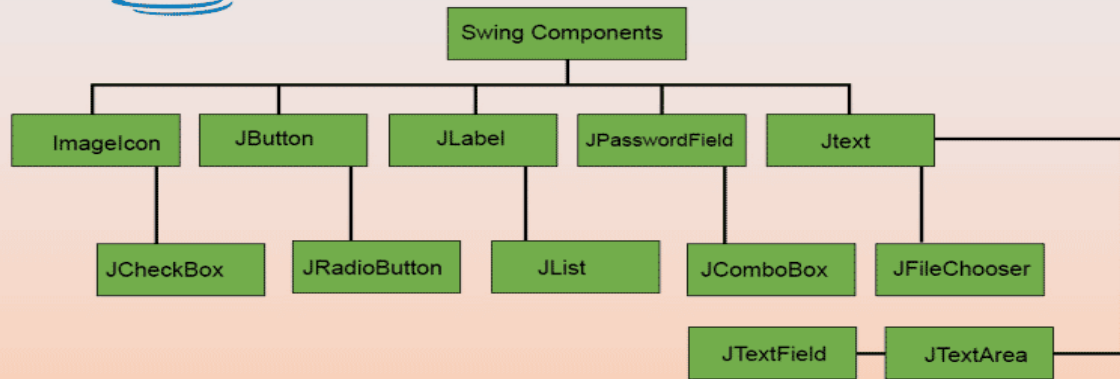 Swing Components
ImageIcon
JButton
JLabel
JPasswordField
Jtext
JCheckBox
JRadioButton
JList
JComboBox
JFileChooser
JTextField
JTextArea